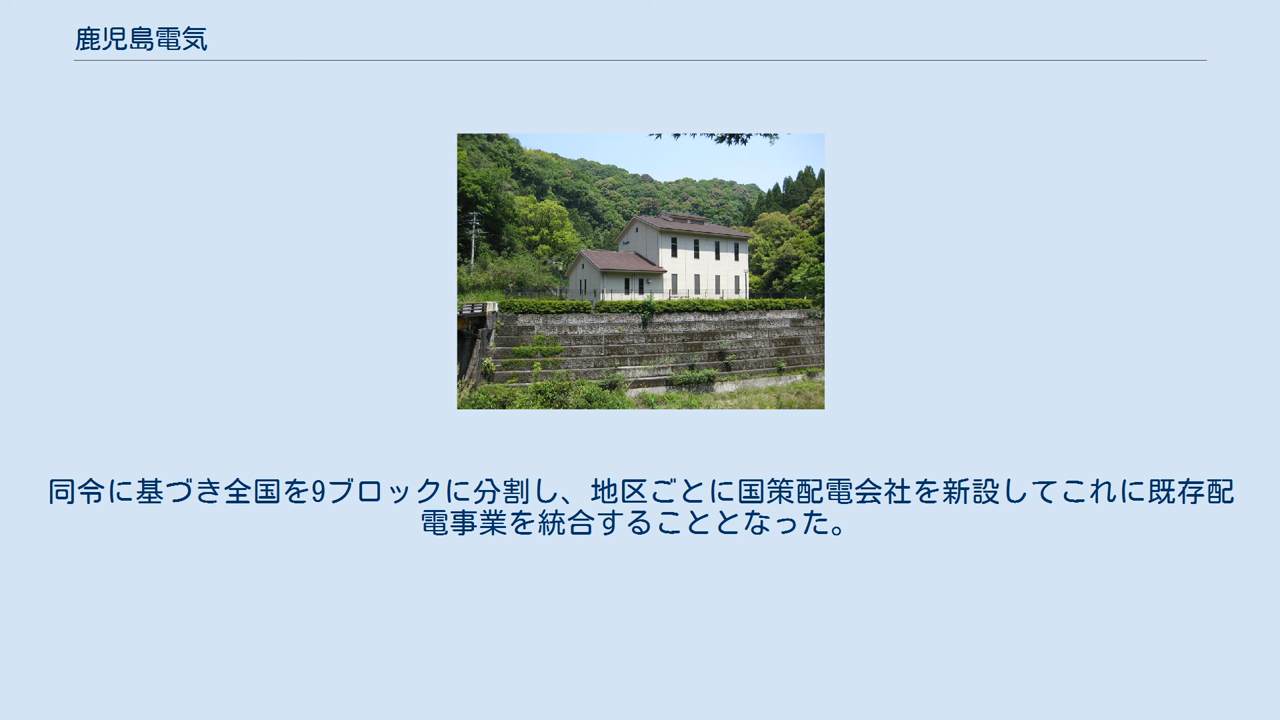 鹿児島電気
同令に基づき全国を9ブロックに分割し、地区ごとに国策配電会社を新設してこれに既存配
電事業を統合することとなった。